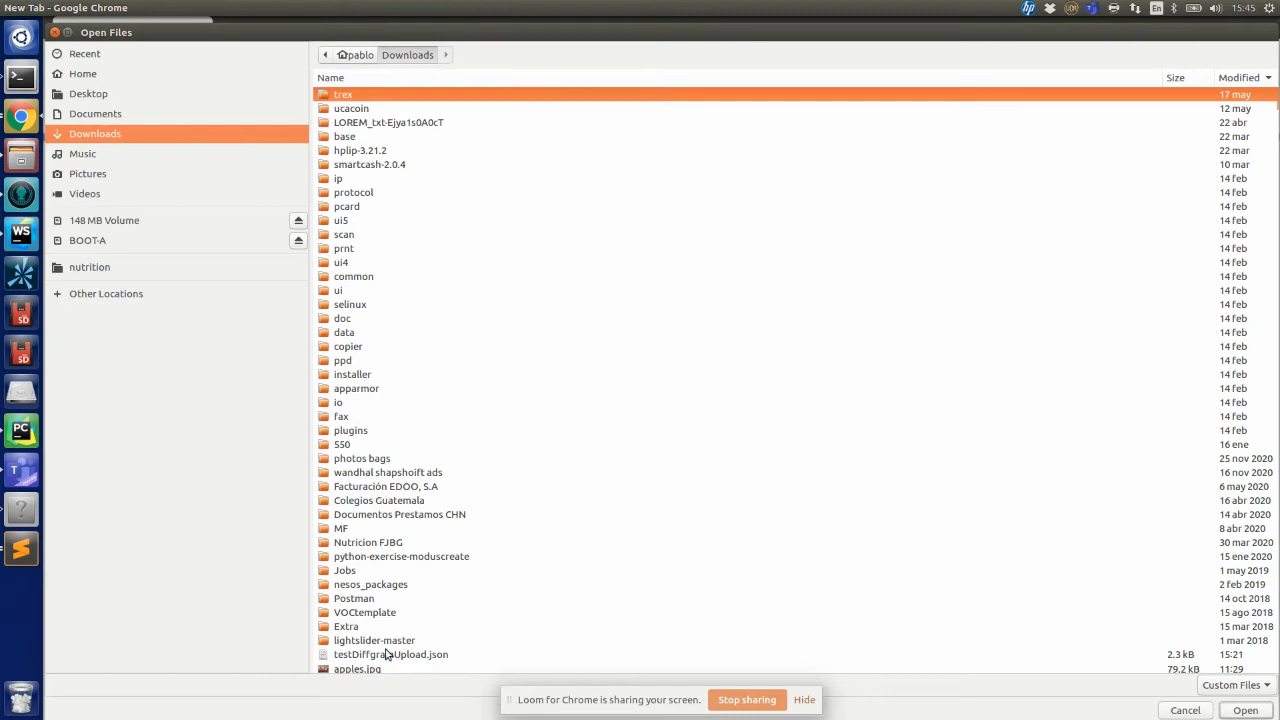 New Tab - Google Chrome
15:45
Open Files
Recent
Home
Desktop
Documents
Downloads
Music
Pictures
Videos
148 MB Volume
BOOT-A
nutrition
Other Locations
pablo Downloads
Name Size Modified
trex 17 may
ucacoin 12 may
LOREM_txt-Ejya1s0A0cT 22 abr
base 22 mar
hplip-3.21.2 22 mar
smartcash-2.0.4 10 mar
ip 14 feb
protocol 14 feb
pcard 14 feb
ui5 14 feb
scan 14 feb
prnt 14 feb
ui4 14 feb
common 14 feb
ui 14 feb
selinux 14 feb
doc 14 feb
data 14 feb
copier 14 feb
ppd 14 feb
installer 14 feb
apparmor 14 feb
io 14 feb
fax 14 feb
plugins 14 feb
550 16 ene
photos bags 25 nov 2020
wandhal shapshoift ads 16 nov 2020
Facturación EDOO, S.A 6 may 2020
Colegios Guatemala 16 abr 2020
Documentos Prestamos CHN 14 abr 2020
MF 8 abr 2020
Nutricion FJBG 30 mar 2020
python-exercise-moduscreate 15 ene 2020
Jobs 1 may 2019
nesos_packages 2 feb 2019
Postman 14 oct 2018
VOCtemplate 15 ago 2018
Extra 15 mar 2018
lightslider-master 1 mar 2018
testDiffgramUpload.json 2.3 kB 15:21
apples.jpg 79.2 kB 11:29
Custom Files
Loom for Chrome is sharing your screen. Stop sharing Hide
Cancel Open
WS
SD
SD
PC
T
?
hp
En